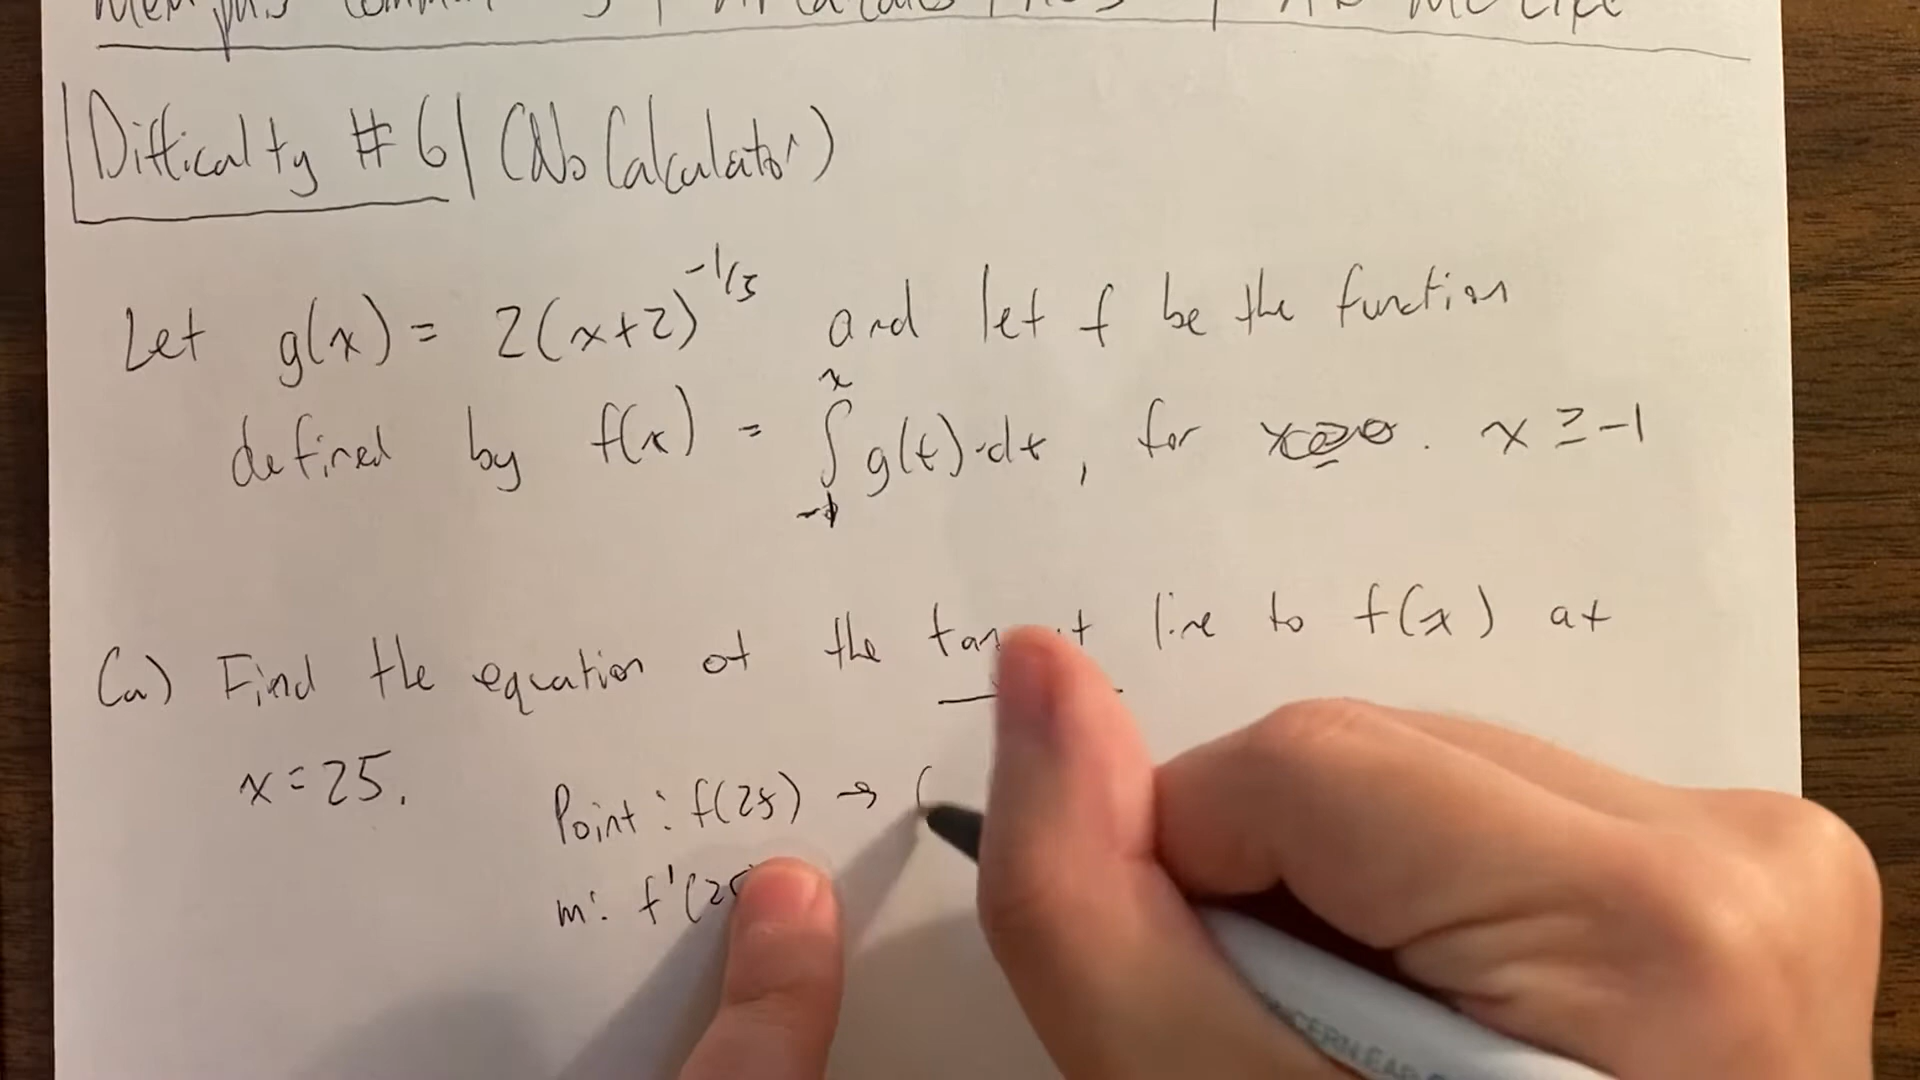 Difficulty #6 (No Calculator)
Let g(x) = 2(x+2)^{-1/3} and let f be the function
defined by f(x) = ∫_{-1}^{x} g(t)·dt, for x ≥ -1
(a) Find the equation of the tangent line to f(x) at
x=25.
Point: f(25) → (
m: f'(25